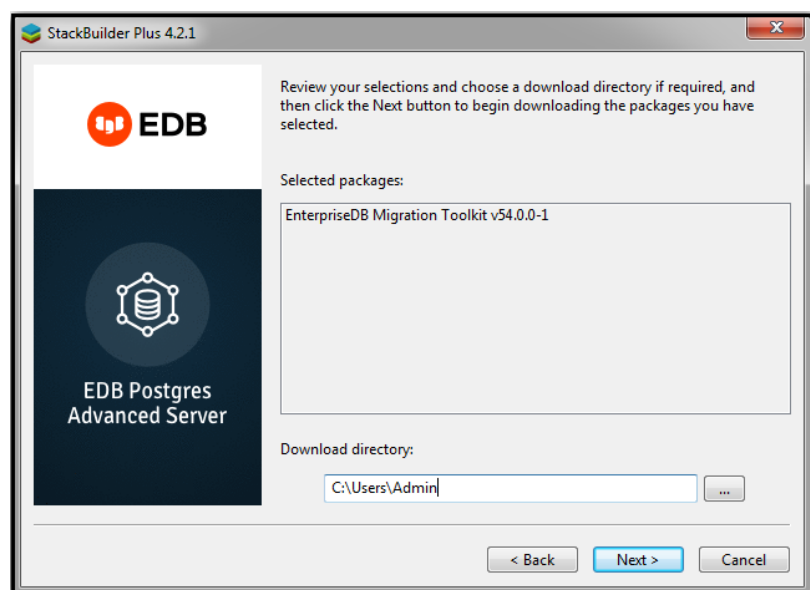 StackBuilder Plus 4.2.1
EDB
EDB Postgres
Advanced Server
Review your selections and choose a download directory if required, and
then click the Next button to begin downloading the packages you have
selected.
Selected packages:
EnterpriseDB Migration Toolkit v54.0.0-1
Download directory:
C:\Users\Admin
...
< Back
Next >
Cancel